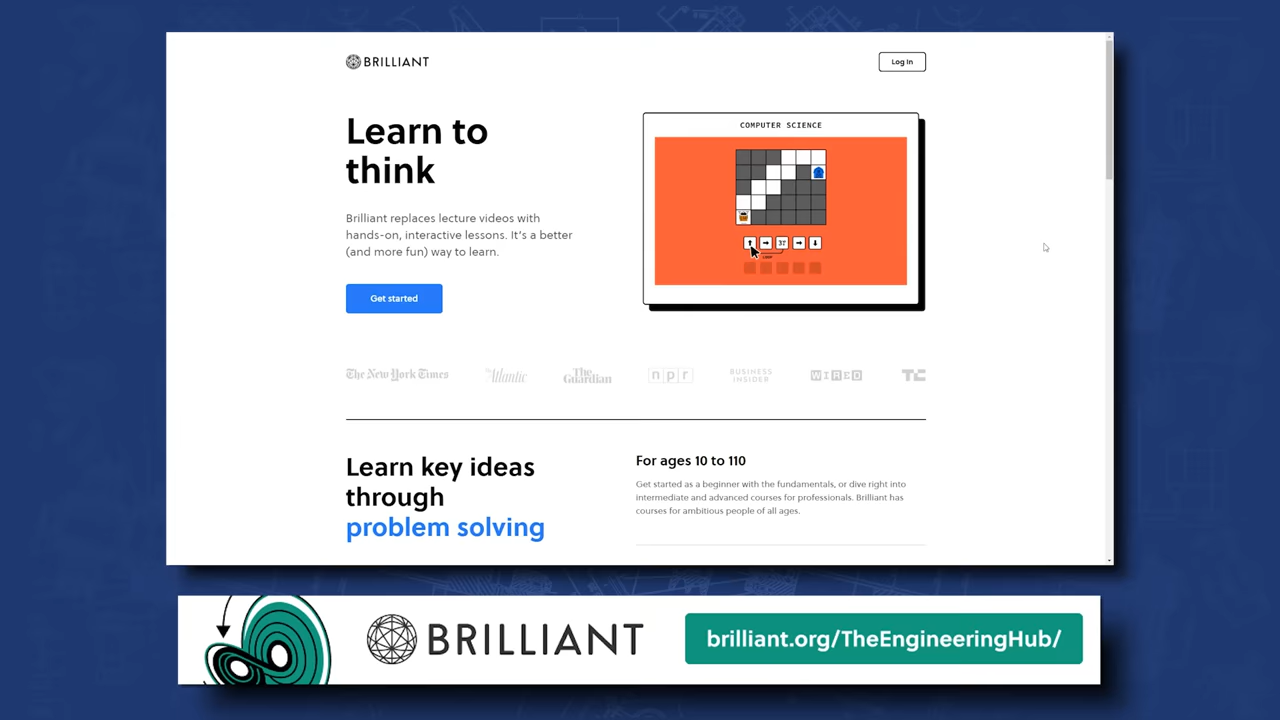 BRILLIANT
Log in
Learn to
think
Brilliant replaces lecture videos with
hands-on, interactive lessons. It's a better
(and more fun) way to learn.
Get started
COMPUTER SCIENCE
The New York Times
The Atlantic
The
Guardian
npr
BUSINESS
INSIDER
WIRED
TC
Learn key ideas
through
problem solving
For ages 10 to 110
Get started as a beginner with the fundamentals, or dive right into
intermediate and advanced courses for professionals. Brilliant has
courses for ambitious people of all ages.
BRILLIANT
brilliant.org/TheEngineeringHub/